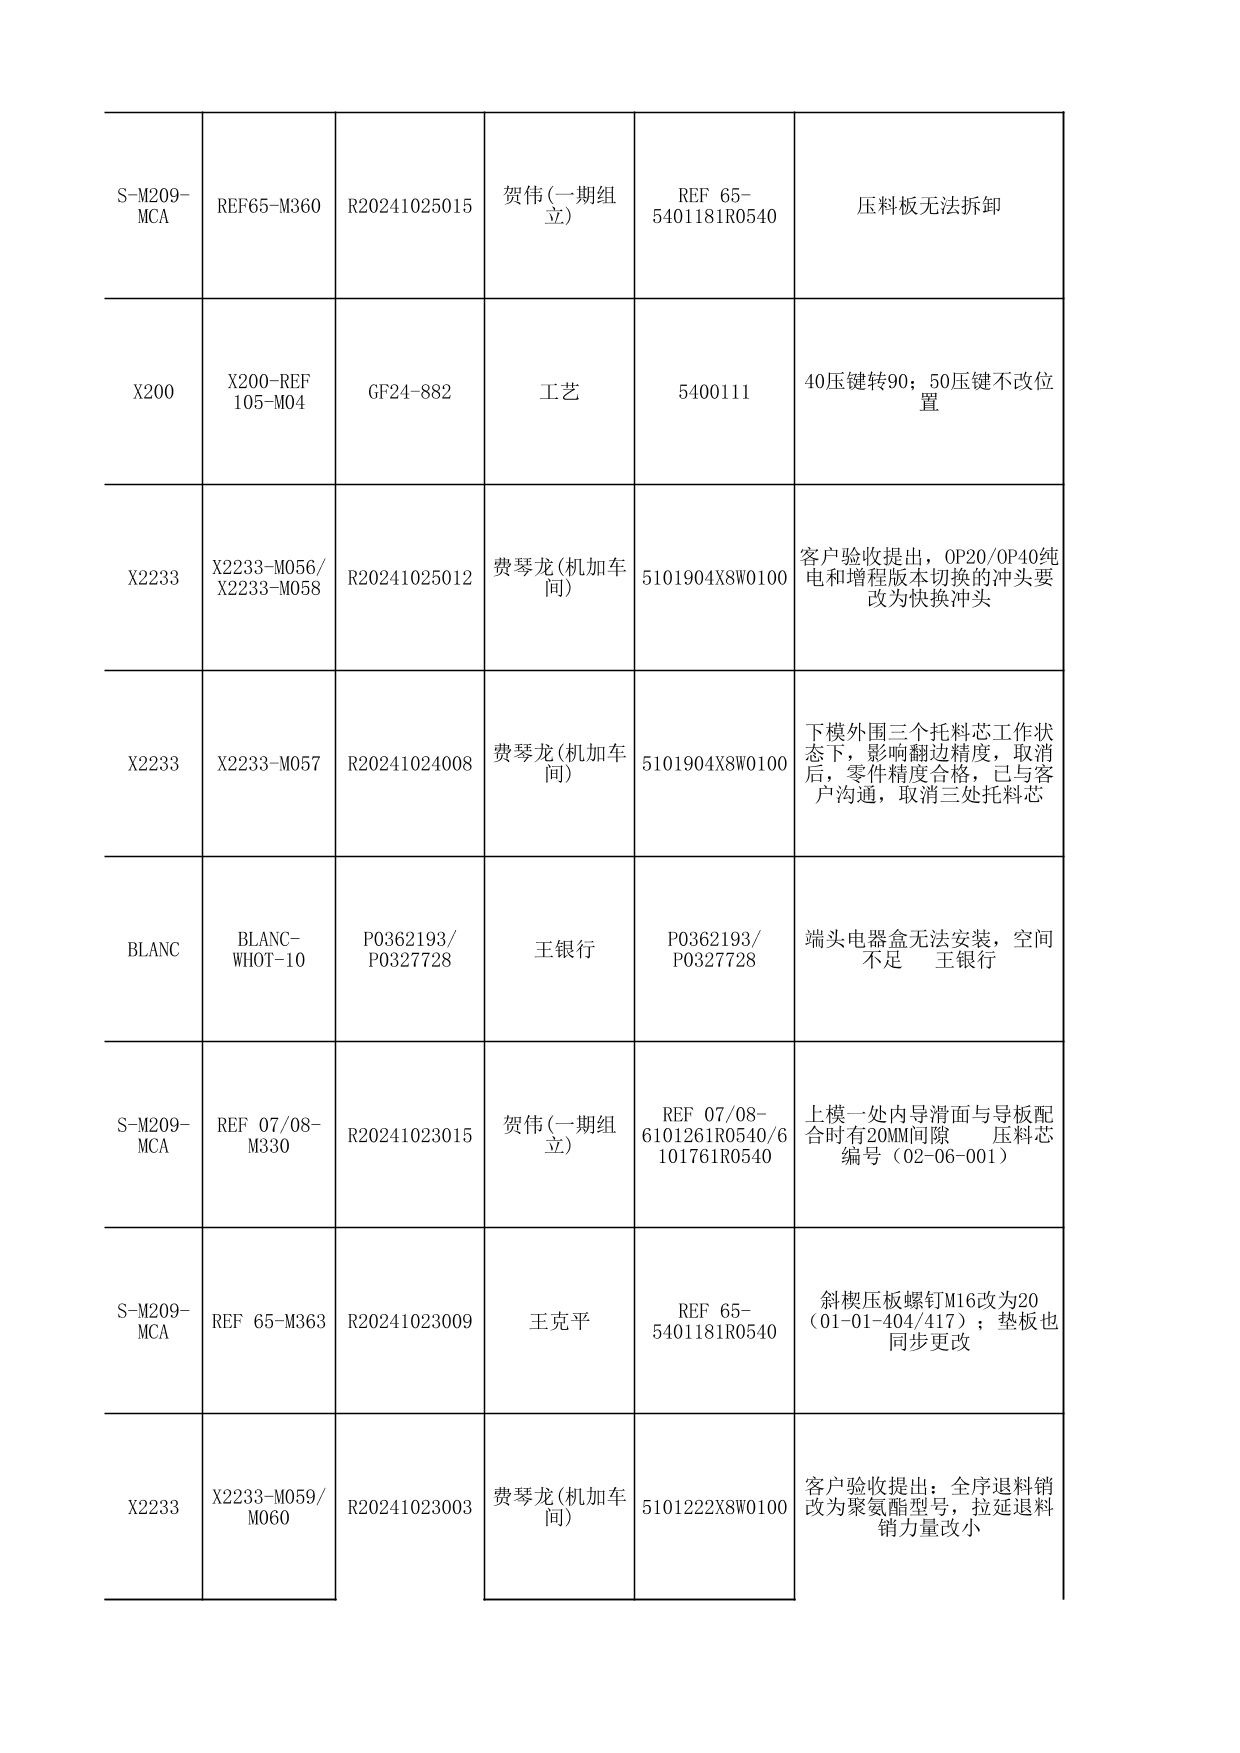 S-M209-
MCA
REF65-M360
R20241025015
贺伟(一期组
立)
REF 65-
5401181R0540
压料板无法拆卸
X200
X200-REF
105-M04
GF24-882
工艺
5400111
40压键转90；50压键不改位
置
X2233
X2233-M056/
X2233-M058
R20241025012
费琴龙(机加车
间)
5101904X8W0100
客户验收提出，OP20/OP40纯
电和增程版本切换的冲头要
改为快换冲头
X2233
X2233-M057
R20241024008
费琴龙(机加车
间)
5101904X8W0100
下模外围三个托料芯工作状
态下，影响翻边精度，取消
后，零件精度合格，已与客
户沟通，取消三处托料芯
BLANC
BLANC-
WHOT-10
P0362193/
P0327728
王银行
P0362193/
P0327728
端头电器盒无法安装，空间
不足　王银行
S-M209-
MCA
REF 07/08-
M330
R20241023015
贺伟(一期组
立)
REF 07/08-
6101261R0540/6
101761R0540
上模一处内导滑面与导板配
合时有20MM间隙　　压料芯
编号（02-06-001）
S-M209-
MCA
REF 65-M363
R20241023009
王克平
REF 65-
5401181R0540
斜楔压板螺钉M16改为20
（01-01-404/417）；垫板也
同步更改
X2233
X2233-M059/
M060
R20241023003
费琴龙(机加车
间)
5101222X8W0100
客户验收提出：全序退料销
改为聚氨酯型号，拉延退料
销力量改小